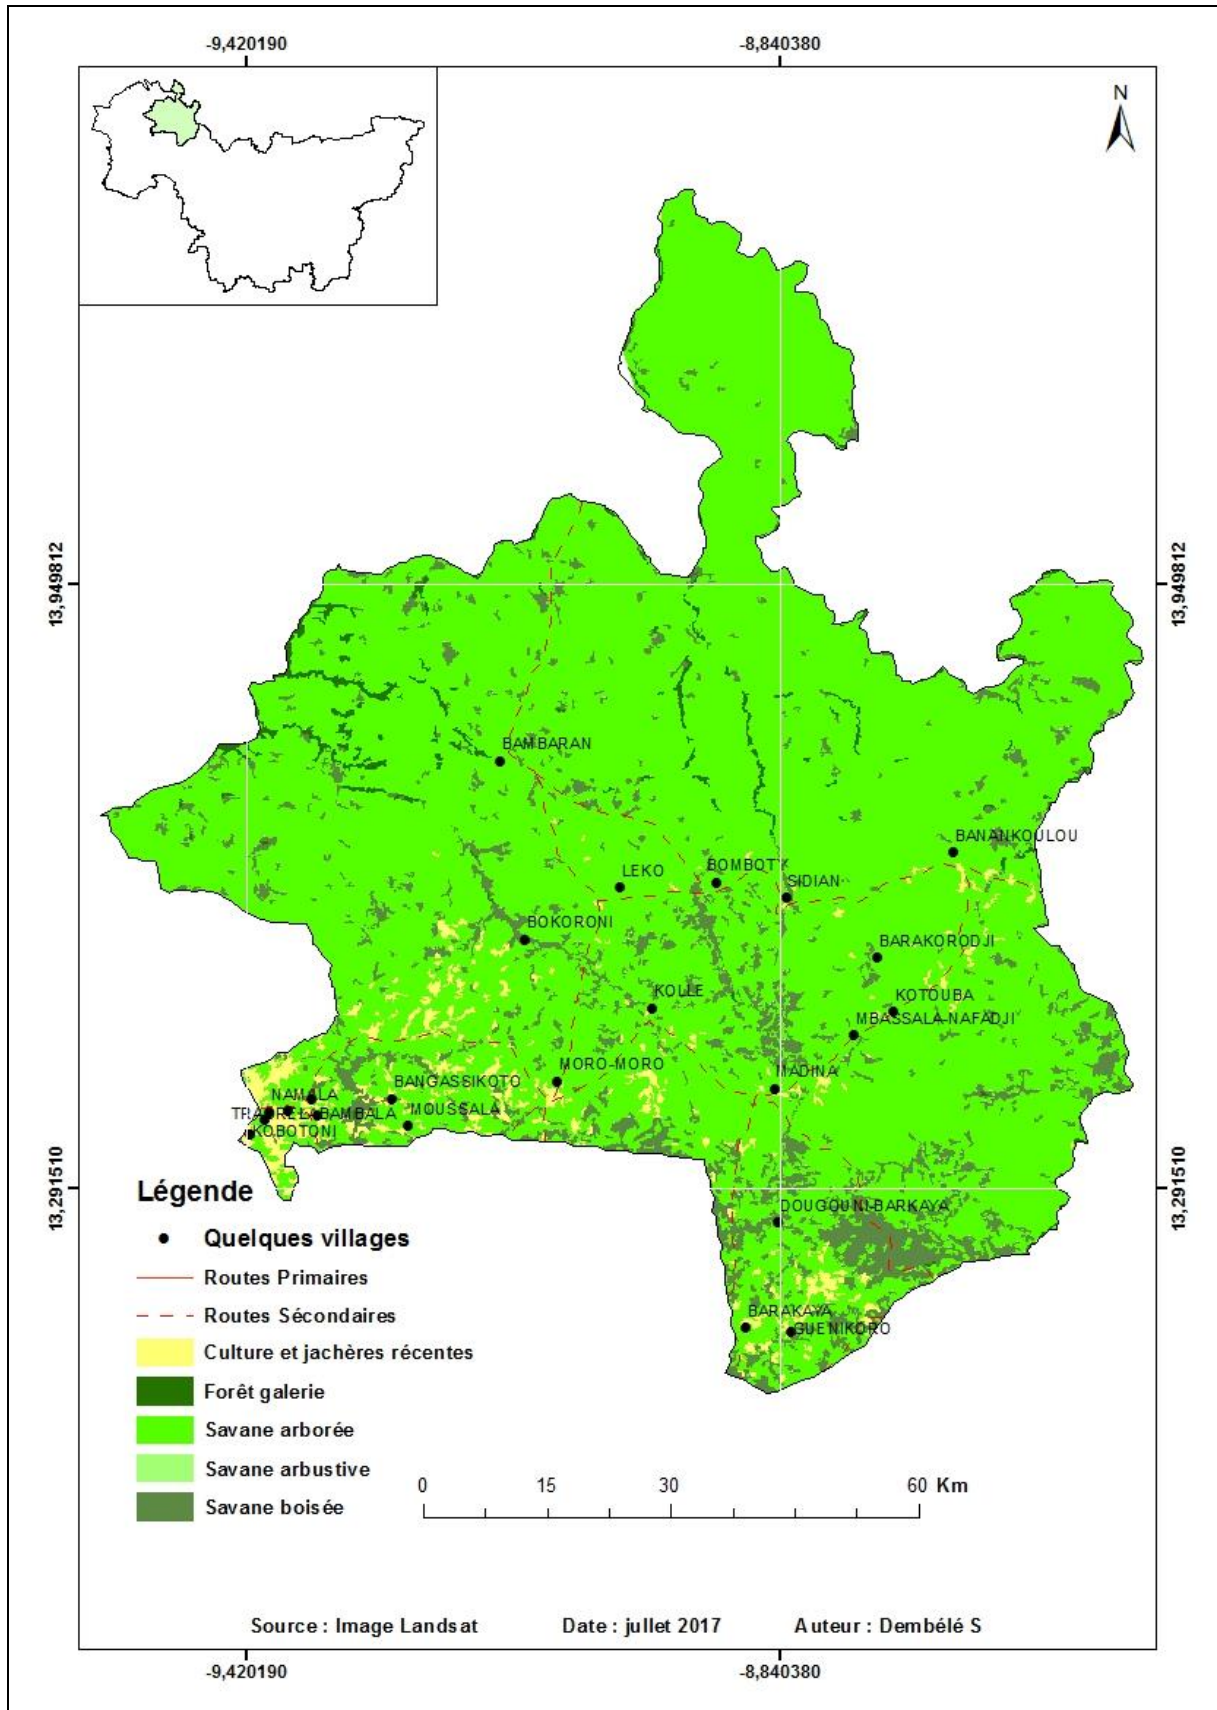 -9,420190 -8,840380
N
13,949812 13,949812
BAMBARAN
BANANKOULOU
LEKO BOMBOTY SIDIAN
BOKORONI
BARAKORODJI
KOLLE KOTOUBA
MBASSALA-NAFADJI
MORO-MORO MADINA
BANGASSIKOTO
NAMALA
BAMBALA MOUSSALA
KOBOTONI
13,291510 13,291510
DOUGOUNI-BARKAYA
BARAKAYA
GUENIKORO
Légende
Quelques villages
Routes Primaires
Routes Sécondaires
Culture et jachères récentes
Forêt galerie
Savane arborée
Savane arbustive
Savane boisée
0 15 30 60 Km
Source : Image Landsat Date : juillet 2017 Auteur : Dembélé S
-9,420190 -8,840380